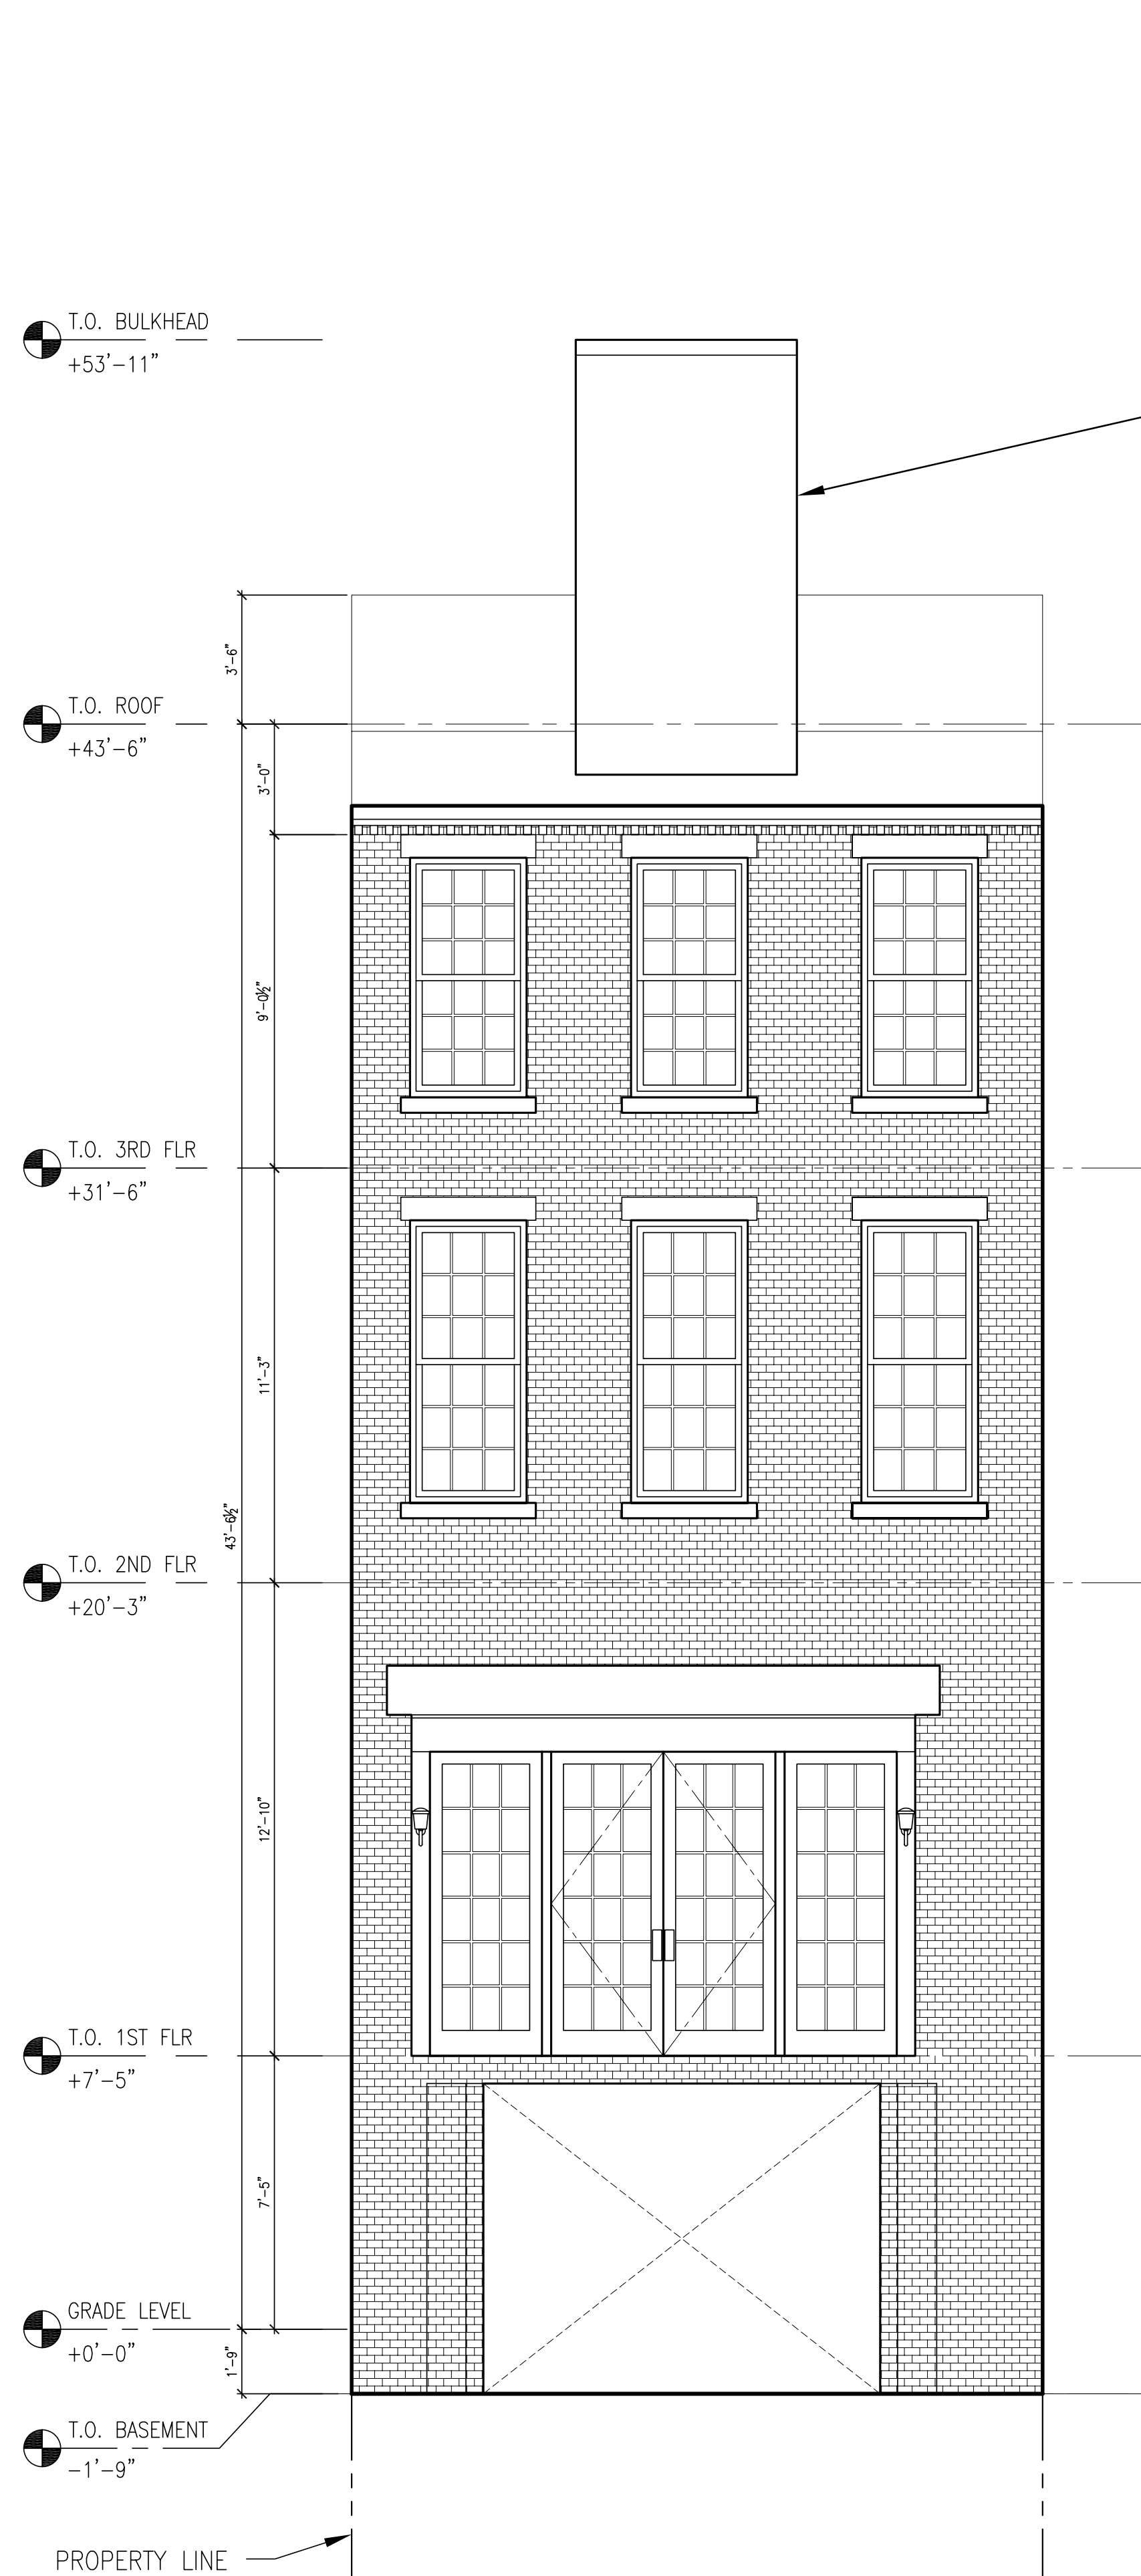 T.O. BULKHEAD
+53'-11"
3'-6"
T.O. ROOF
+43'-6"
3'-0"
9'-0½"
T.O. 3RD FLR
+31'-6"
11'-3"
43'-6½"
T.O. 2ND FLR
+20'-3"
12'-10"
T.O. 1ST FLR
+7'-5"
7'-5"
GRADE LEVEL
+0'-0"
1'-9"
T.O. BASEMENT
-1'-9"
PROPERTY LINE